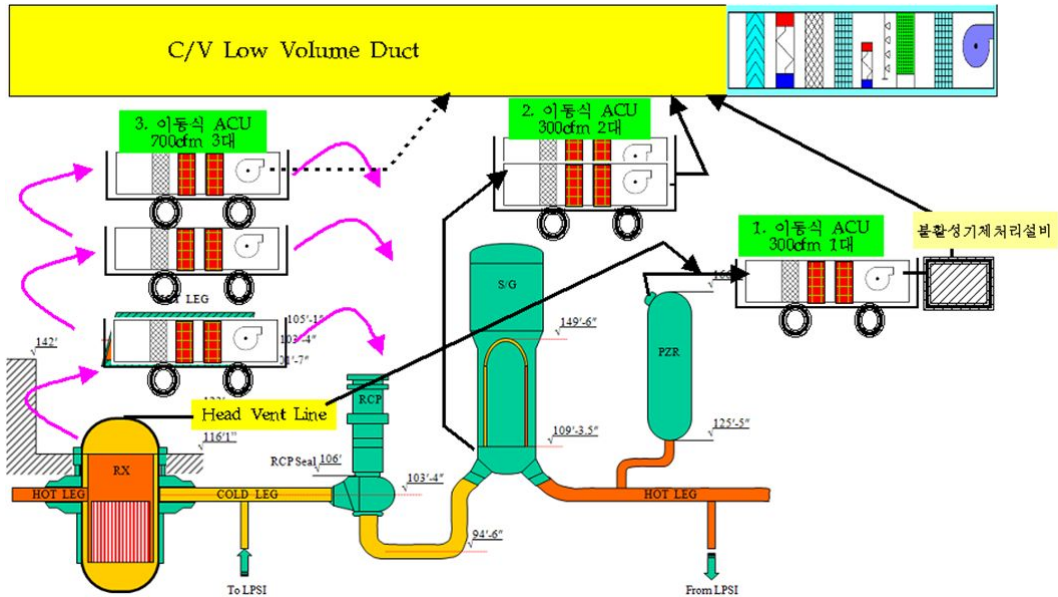 C/V Low Volume Duct
3. 이동식 ACU
700cfm 3대
2. 이동식 ACU
300cfm 2대
1. 이동식 ACU
300cfm 1대
불활성기체처리설비
LEG
105'-1"
103'-4"
S/G
149'-6"
PZR
142'
Head Vent Line
RCP
125'-5"
116'1"
109'-3.5"
RX
RCP Seal
106'
HOT LEG
COLD LEG
103'-4"
HOT LEG
94'-6"
To LPSI
From LPSI